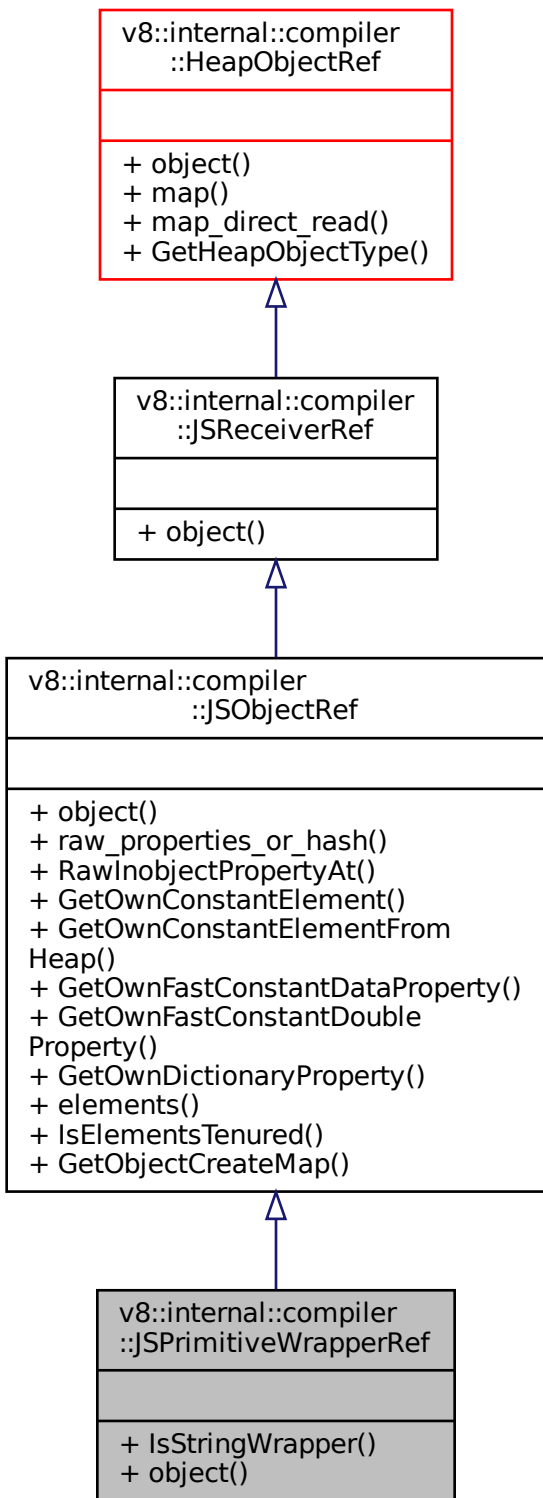 v8::internal::compiler
::HeapObjectRef
+ object()
+ map()
+ map_direct_read()
+ GetHeapObjectType()
v8::internal::compiler
::JSReceiverRef
+ object()
v8::internal::compiler
::JSObjectRef
+ object()
+ raw_properties_or_hash()
+ RawInobjectPropertyAt()
+ GetOwnConstantElement()
+ GetOwnConstantElementFrom
Heap()
+ GetOwnFastConstantDataProperty()
+ GetOwnFastConstantDouble
Property()
+ GetOwnDictionaryProperty()
+ elements()
+ IsElementsTenured()
+ GetObjectCreateMap()
v8::internal::compiler
::JSPrimitiveWrapperRef
+ IsStringWrapper()
+ object()